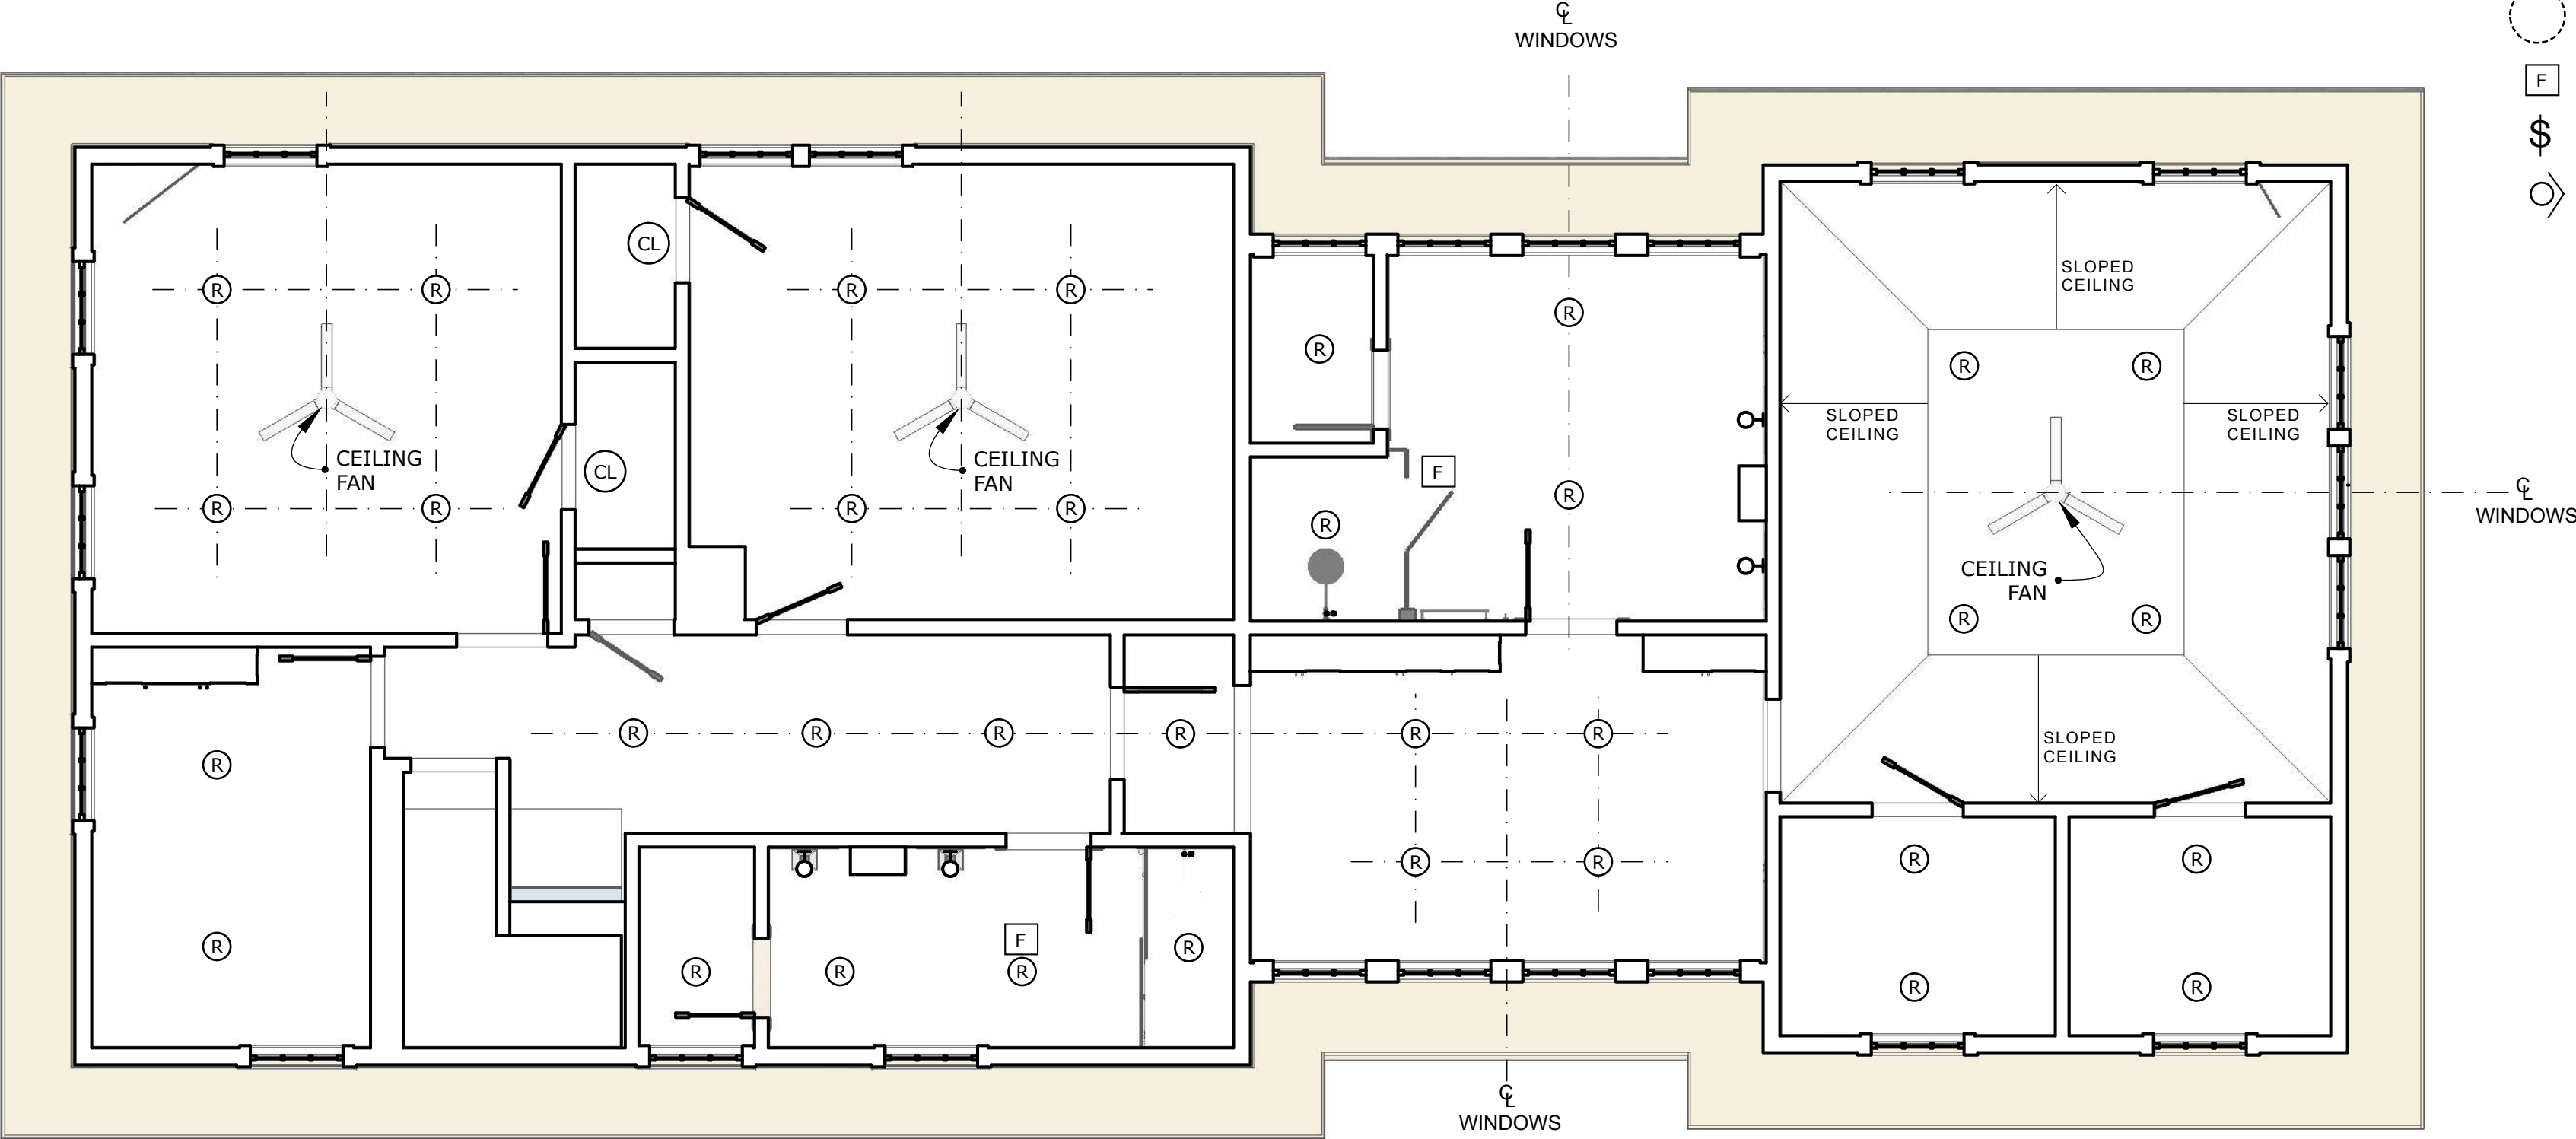 ℄
WINDOWS
F
$
CL
SLOPED
CEILING
R R R R
R
R
R R
SLOPED
CEILING
SLOPED
CEILING
CEILING
FAN
CL
CEILING
FAN
F
R
℄
WINDOWS
R R R R
R
CEILING
FAN
R R
R R R R R R
SLOPED
CEILING
R
R R R R
F
R
R
R R R
R R
℄
WINDOWS